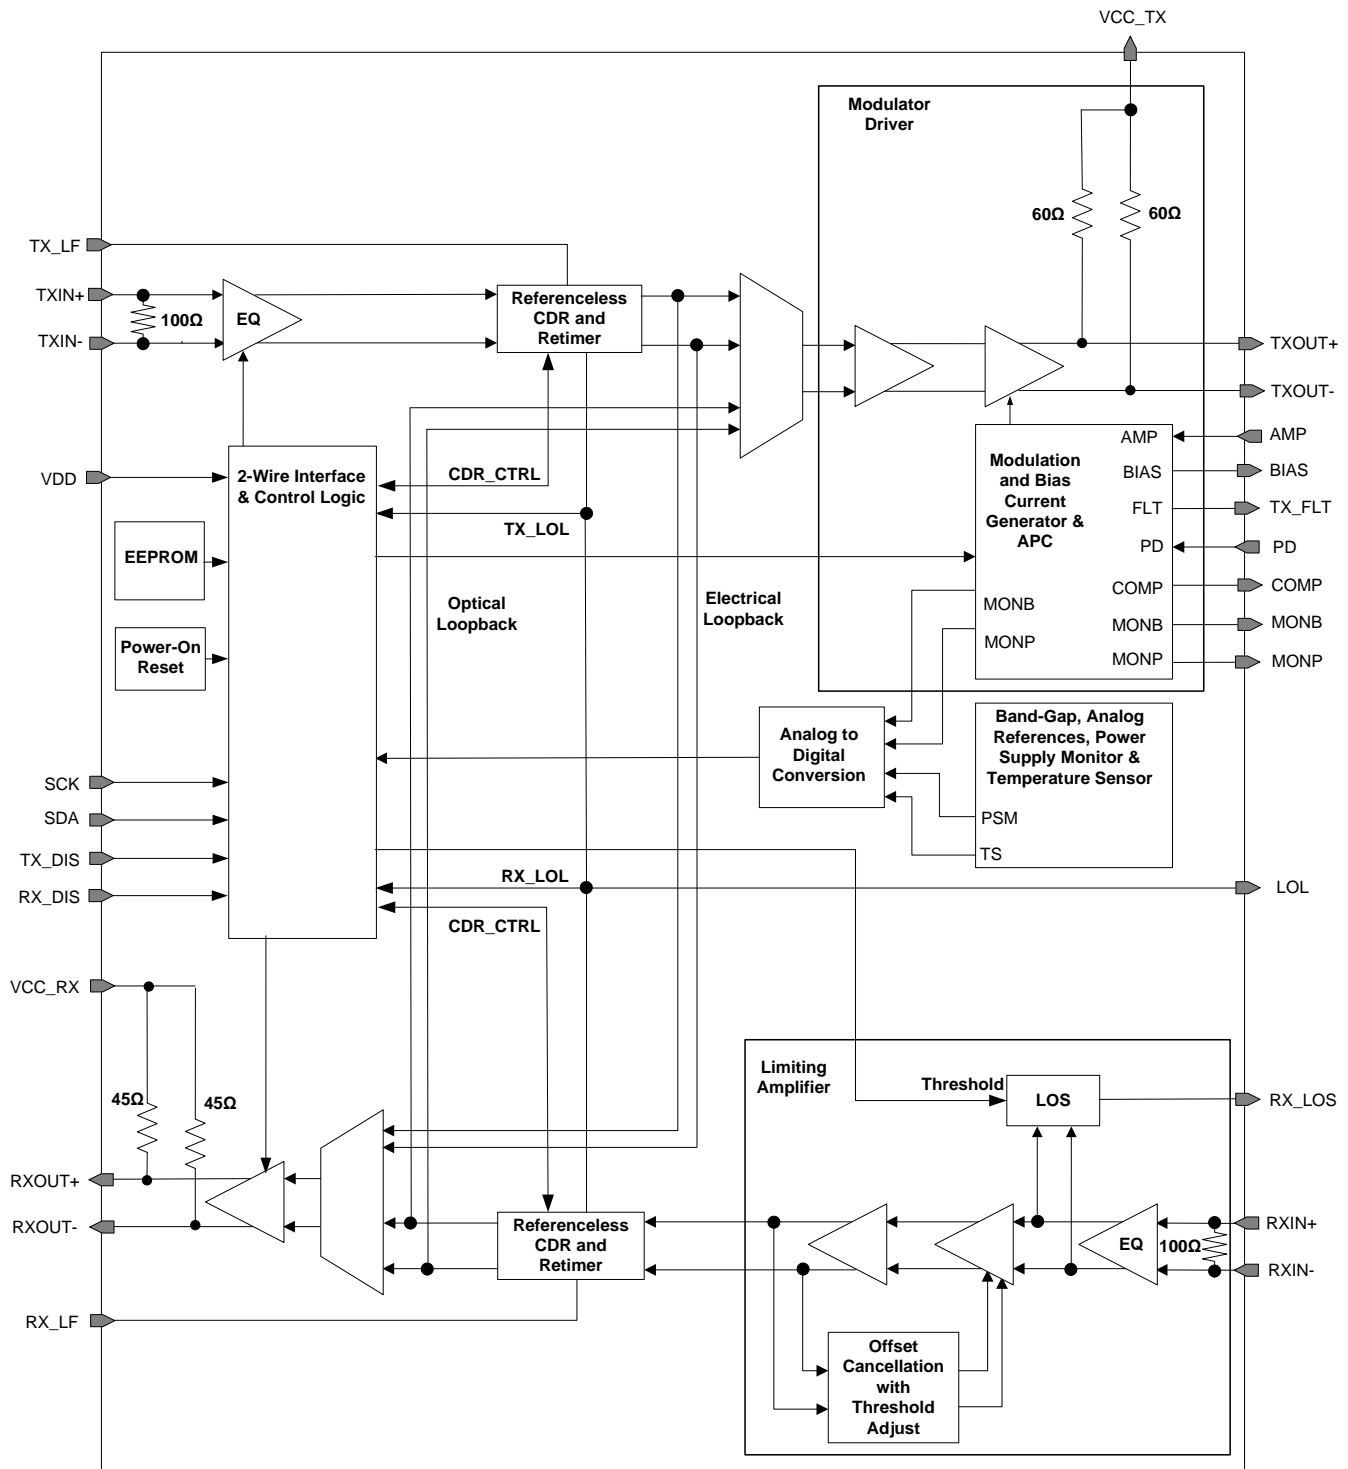 VCC_TX
Modulator
Driver
60Ω
60Ω
TX_LF
TXIN+
100Ω
TXIN-
EQ
Referenceless
CDR and
Retimer
TXOUT+
TXOUT-
VDD
2-Wire Interface
& Control Logic
CDR_CTRL
TX_LOL
EEPROM
Power-On
Reset
Optical
Loopback
Electrical
Loopback
Modulation
and Bias
Current
Generator &
APC
AMP
BIAS
FLT
PD
COMP
MONB
MONP
MONB
MONP
AMP
BIAS
TX_FLT
PD
COMP
MONB
MONP
Analog to
Digital
Conversion
Band-Gap, Analog
References, Power
Supply Monitor &
Temperature Sensor
PSM
TS
SCK
SDA
TX_DIS
RX_DIS
RX_LOL
CDR_CTRL
LOL
VCC_RX
45Ω
45Ω
RXOUT+
RXOUT-
RX_LF
Referenceless
CDR and
Retimer
Limiting
Amplifier
Threshold
LOS
RX_LOS
EQ
100Ω
RXIN+
RXIN-
Offset
Cancellation
with
Threshold
Adjust